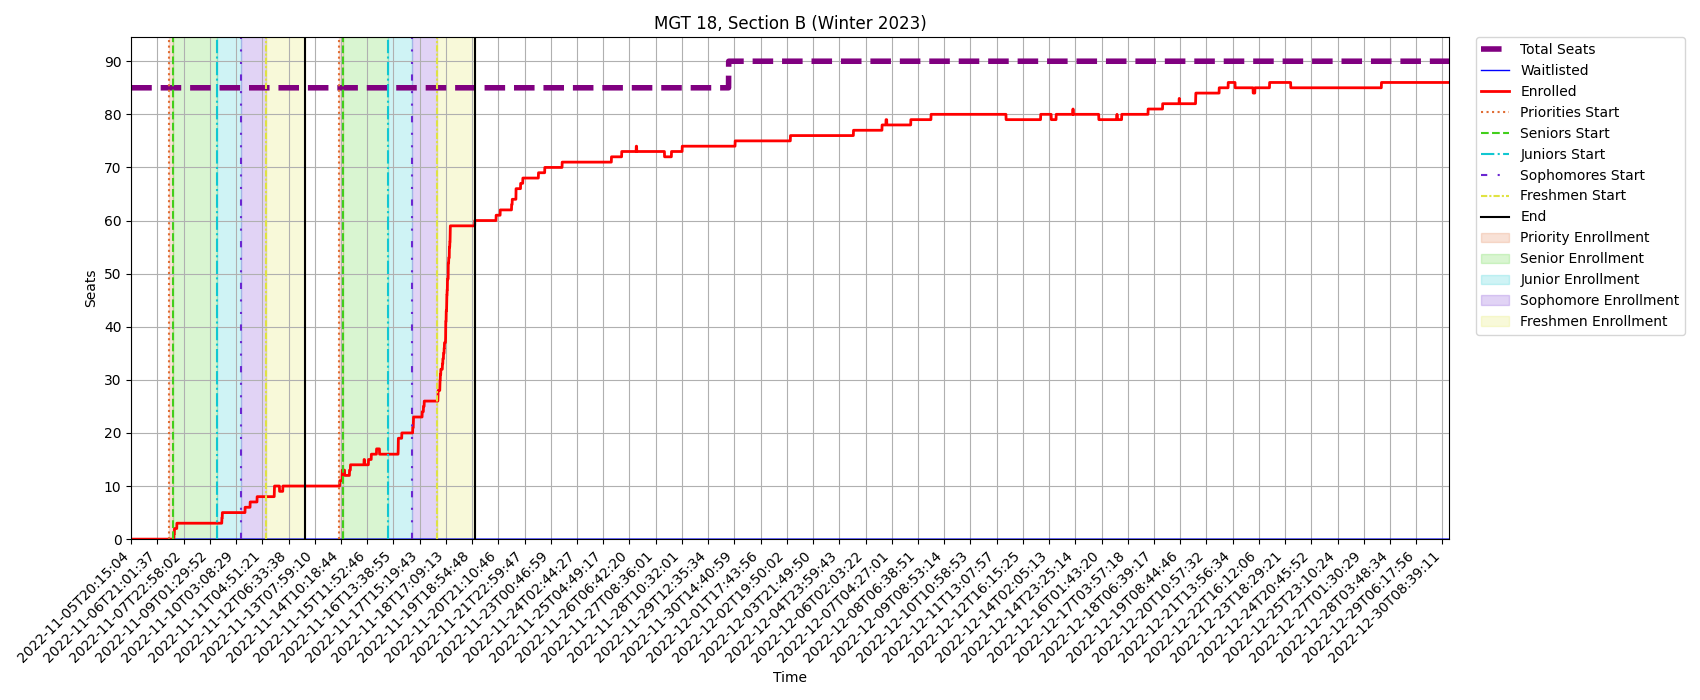 MGT 18, Section B (Winter 2023)
Total Seats
Waitlisted
Enrolled
Priorities Start
Seniors Start
Juniors Start
Sophomores Start
Freshmen Start
End
Priority Enrollment
Senior Enrollment
Junior Enrollment
Sophomore Enrollment
Freshmen Enrollment
Seats
90
80
70
60
50
40
30
20
10
0
2022-11-05T20:15:04
2022-11-06T21:01:37
2022-11-07T22:58:02
2022-11-09T01:29:52
2022-11-10T03:08:29
2022-11-11T04:51:23
2022-11-12T06:33:38
2022-11-13T07:59:10
2022-11-14T10:18:44
2022-11-15T11:52:46
2022-11-16T13:38:55
2022-11-17T15:19:43
2022-11-18T17:09:13
2022-11-19T18:54:48
2022-11-20T21:10:46
2022-11-21T22:59:47
2022-11-23T00:46:59
2022-11-24T02:44:27
2022-11-25T04:49:17
2022-11-26T06:42:20
2022-11-27T08:36:01
2022-11-28T10:32:01
2022-11-29T12:35:34
2022-11-30T14:40:59
2022-12-01T17:43:56
2022-12-02T19:50:02
2022-12-03T21:49:50
2022-12-04T23:59:43
2022-12-06T02:03:22
2022-12-07T04:27:01
2022-12-08T06:38:51
2022-12-09T08:53:14
2022-12-10T10:58:53
2022-12-11T13:07:57
2022-12-12T16:15:25
2022-12-14T02:05:13
2022-12-14T23:25:14
2022-12-16T01:43:20
2022-12-17T03:57:18
2022-12-18T06:39:17
2022-12-19T08:44:46
2022-12-20T10:57:32
2022-12-21T13:56:34
2022-12-22T16:12:06
2022-12-23T18:29:21
2022-12-24T20:45:52
2022-12-25T23:10:24
2022-12-27T01:30:29
2022-12-28T03:48:34
2022-12-29T06:17:56
2022-12-30T08:39:11
Time